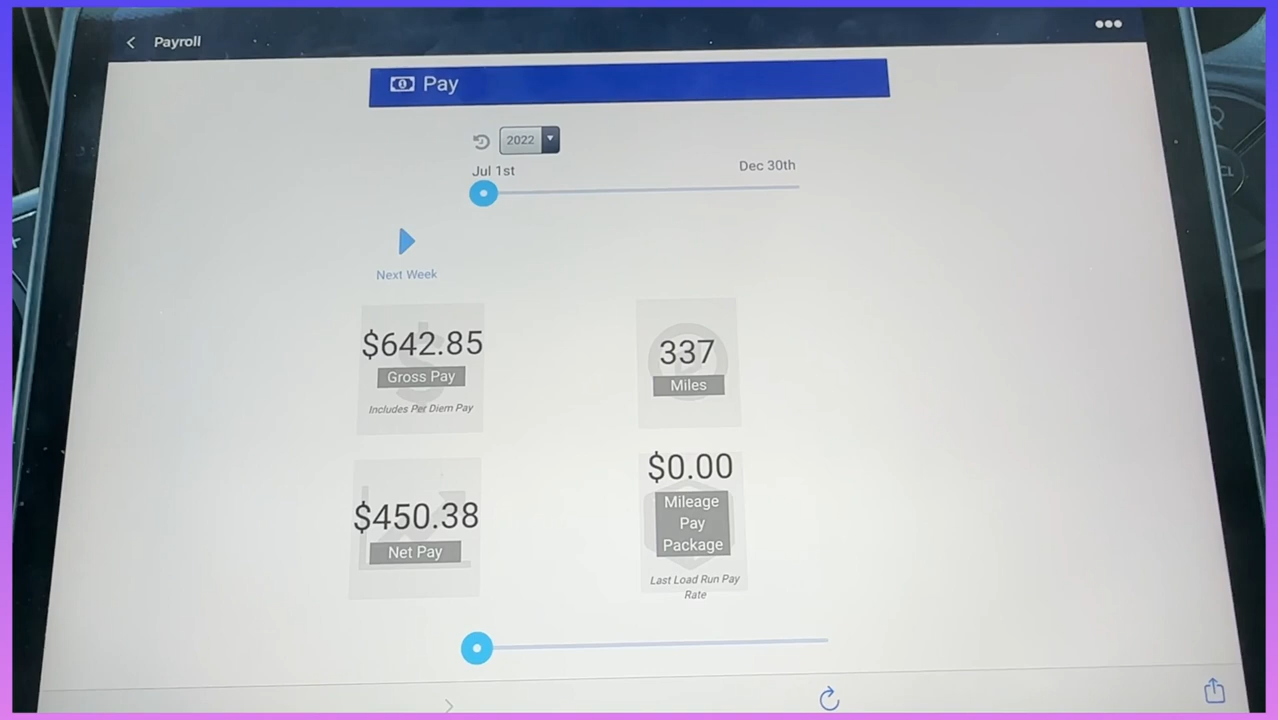 Payroll
Pay
2022
Jul 1st
Dec 30th
Next Week
$642.85
Gross Pay
Includes Per Diem Pay
337
Miles
$450.38
Net Pay
$0.00
Mileage
Pay
Package
Last Load Run Pay
Rate